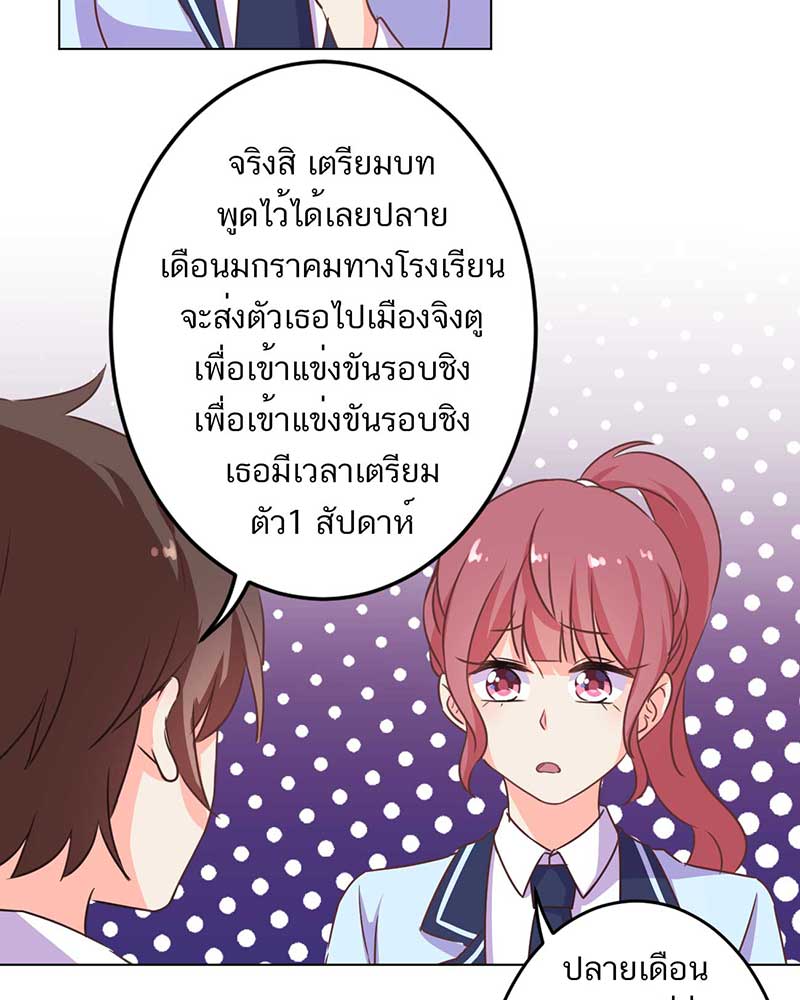 จริงสิ เตรียมบท
พูดไว้ได้เลยปลาย
เดือนมกราคมทางโรงเรียน
จะส่งตัวเธอไปเมืองจิงตู
เพื่อเข้าแข่งขันรอบชิง
เพื่อเข้าแข่งขันรอบชิง
เธอมีเวลาเตรียม
ตัว1 สัปดาห์
ปลายเดือน